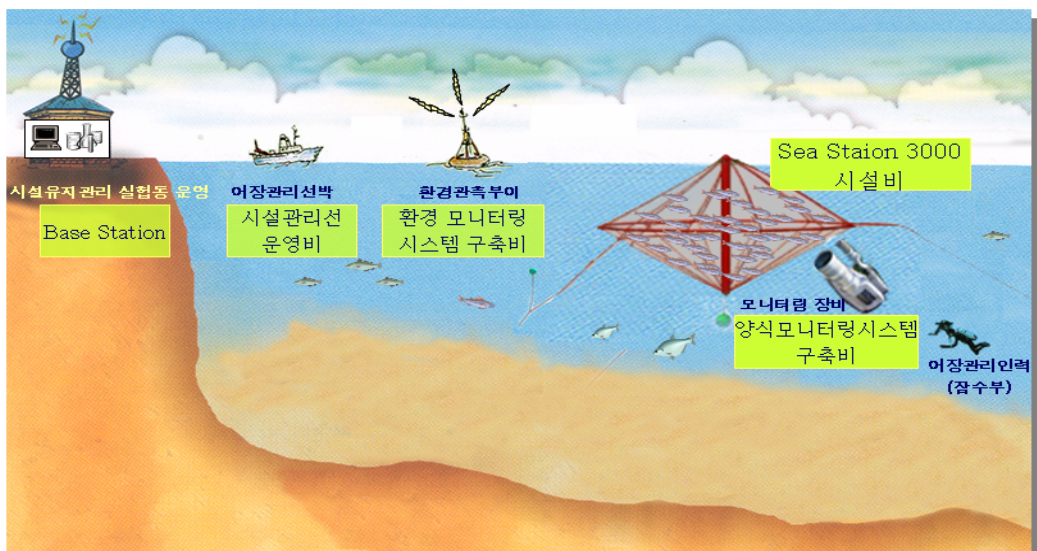 시설유지관리 실험동 운영
Base Station
어장관리선박
시설관리선
운영비
환경관측부이
환경 모니터링
시스템 구축비
Sea Staion 3000
시설비
모니터링 장비
양식모니터링시스템
구축비
어장관리인력
(잠수부)